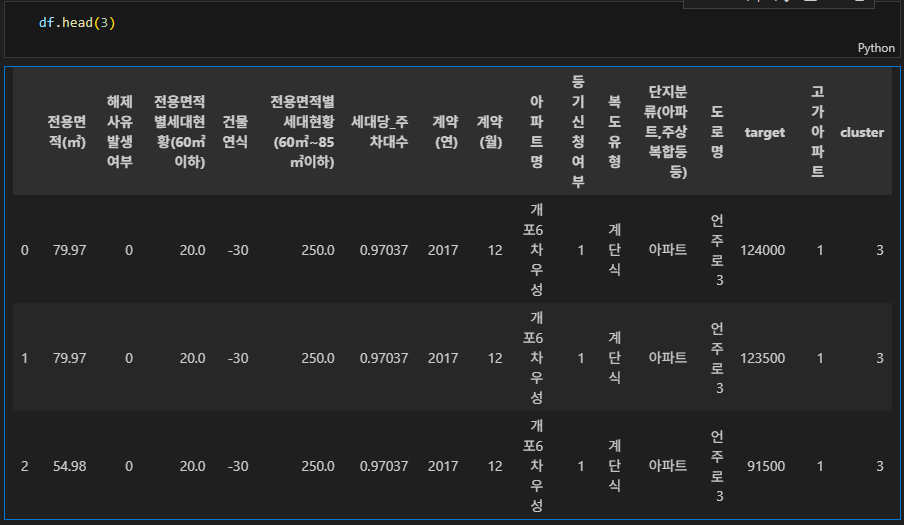 df.head(3)
Python
전용면적(㎡) 해제사유발생여부 전용면적별세대현황(60㎡이하) 건물연식 전용면적별세대현황(60㎡~85㎡이하) 세대당_주차대수 계약(연) 계약(월) 아파트명 등기신청여부 복도유형 단지분류(아파트,주상복합등등) 도로명 target 고가아파트 cluster
0 79.97 0 20.0 -30 250.0 0.97037 2017 12 개포6차우성 1 계단식 아파트 언주로3 124000 1 3
1 79.97 0 20.0 -30 250.0 0.97037 2017 12 개포6차우성 1 계단식 아파트 언주로3 123500 1 3
2 54.98 0 20.0 -30 250.0 0.97037 2017 12 개포6차우성 1 계단식 아파트 언주로3 91500 1 3